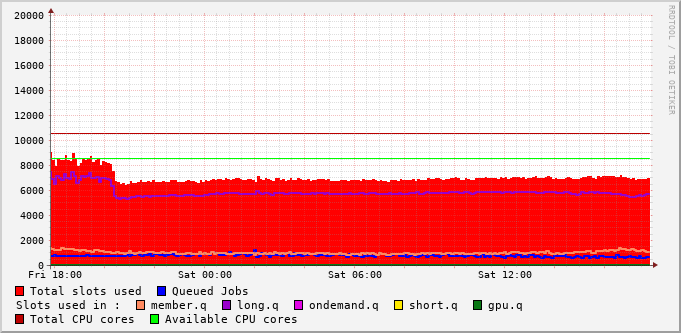 RRDTOOL / TOBI OETIKER
20000
18000
16000
14000
12000
10000
8000
6000
4000
2000
0
Fri 18:00 Sat 00:00 Sat 06:00 Sat 12:00
Total slots used Queued Jobs
Slots used in : member.q long.q ondemand.q short.q gpu.q
Total CPU cores Available CPU cores